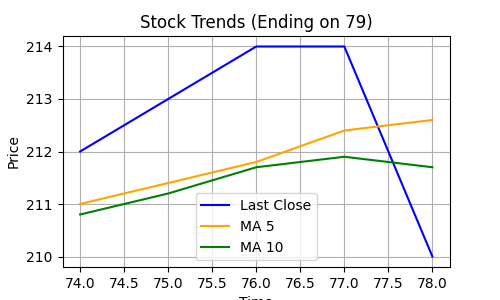 Stock Trends (Ending on 79)
214
213
212
211
210
Price
Last Close
MA 5
MA 10
74.0 74.5 75.0 75.5 76.0 76.5 77.0 77.5 78.0
Time